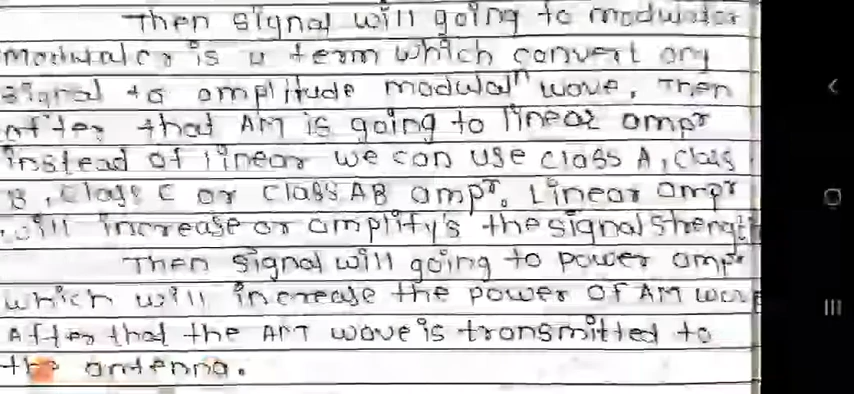 Then signal will going to modulator
modulator is a term which convert any
signal to amplitude modulaⁿ wave, Then
after that AM is going to linear ampʳ
instead of linear we can use class A, class
B, class C or class AB ampʳ. Linear ampʳ
will increase or amplify's the signal strength
Then signal will going to power ampʳ
which will increase the power of AM wave
After that the AM wave is transmitted to
the antenna.